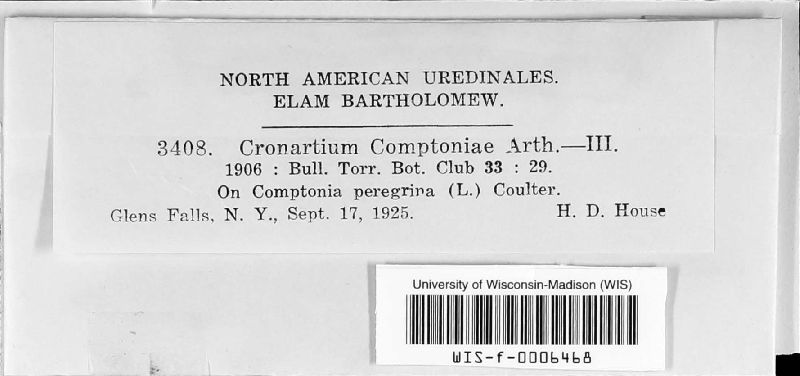 NORTH AMERICAN UREDINALES.
ELAM BARTHOLOMEW.
3408. Cronartium Comptoniae Arth.—III.
1906 : Bull. Torr. Bot. Club 33 : 29.
On Comptonia peregrina (L.) Coulter.
Glens Falls, N. Y., Sept. 17, 1925. H. D. House
University of Wisconsin-Madison (WIS)
WIS-f-0006468